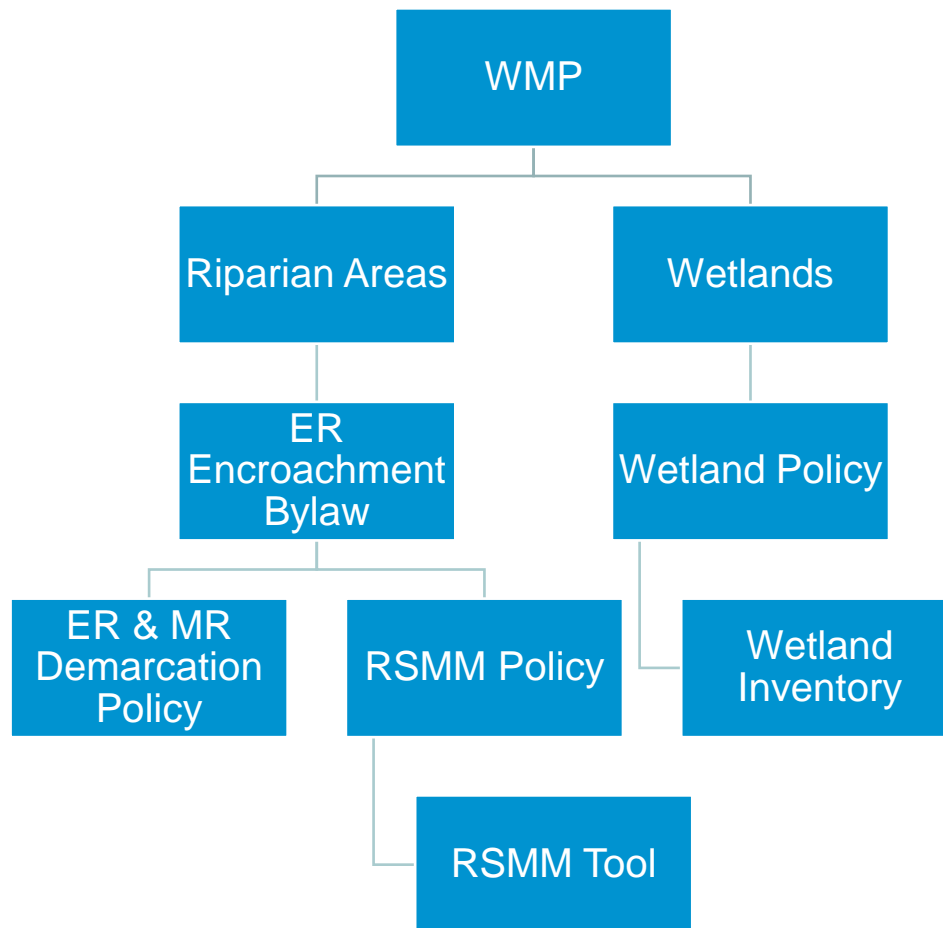 WMP
Riparian Areas
Wetlands
ER
Encroachment
Bylaw
Wetland Policy
ER & MR
Demarcation
Policy
RSMM Policy
Wetland
Inventory
RSMM Tool